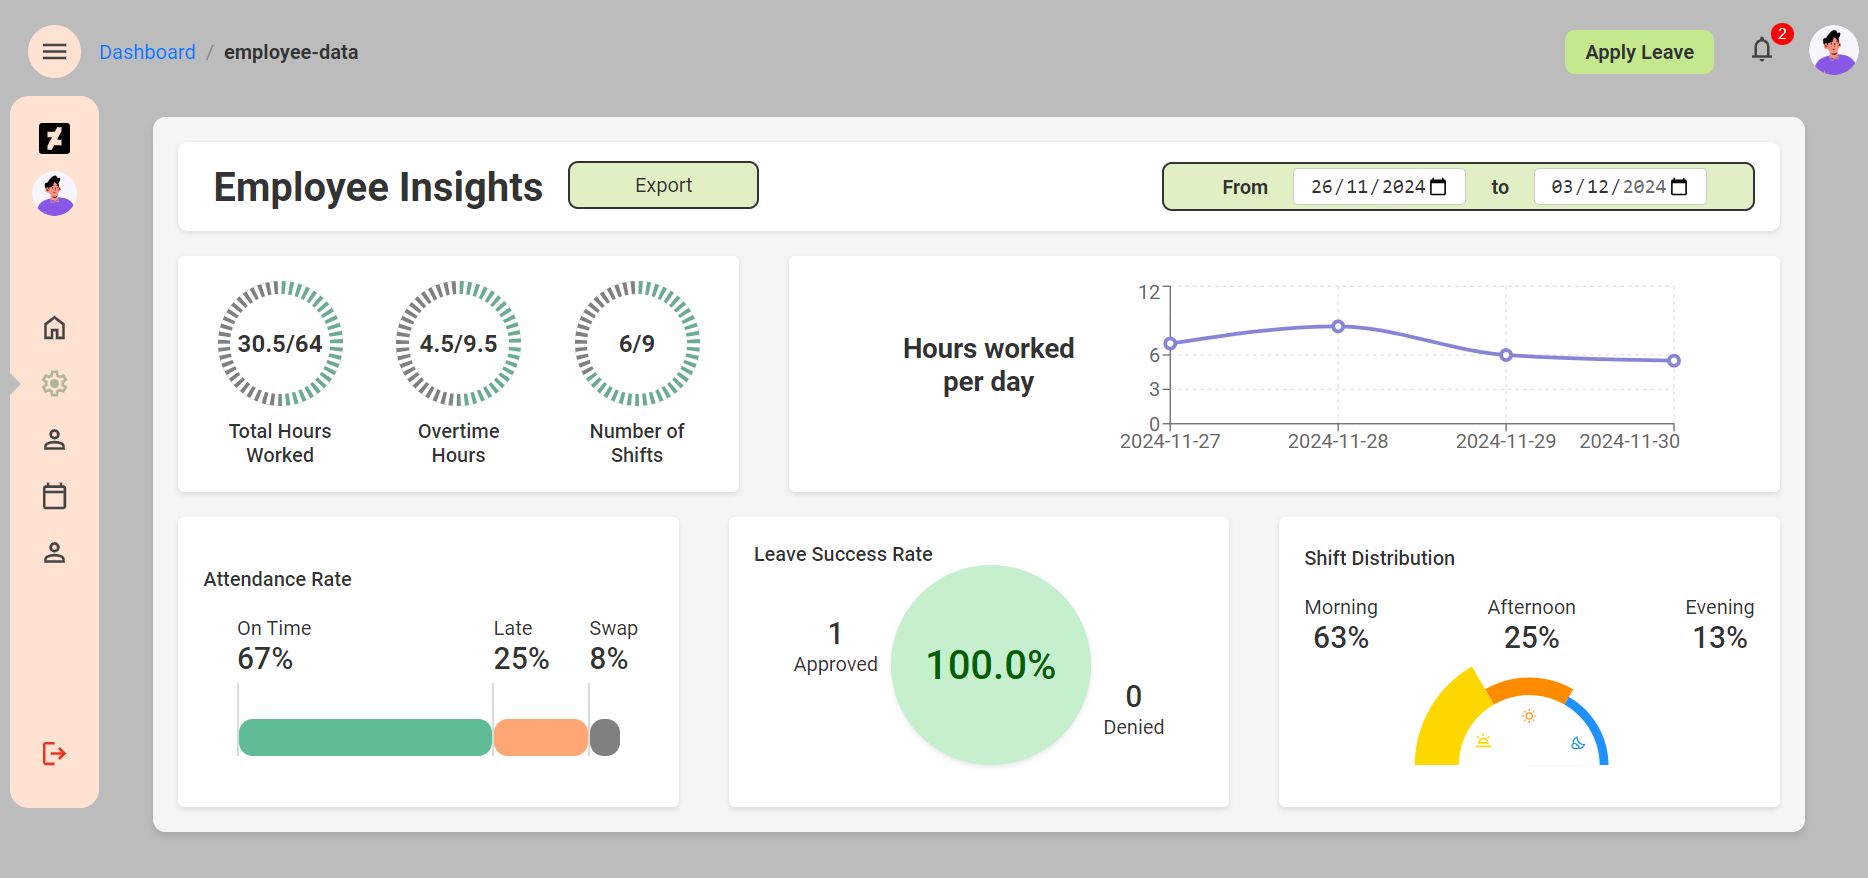 Dashboard / employee-data
Apply Leave
2
Employee Insights
Export
From 26/11/2024 to 03/12/2024
30.5/64
Total Hours
Worked
4.5/9.5
Overtime
Hours
6/9
Number of
Shifts
Hours worked
per day
12
6
3
0
2024-11-27 2024-11-28 2024-11-29 2024-11-30
Attendance Rate
On Time
67%
Late
25%
Swap
8%
Leave Success Rate
1
Approved
100.0%
0
Denied
Shift Distribution
Morning
63%
Afternoon
25%
Evening
13%